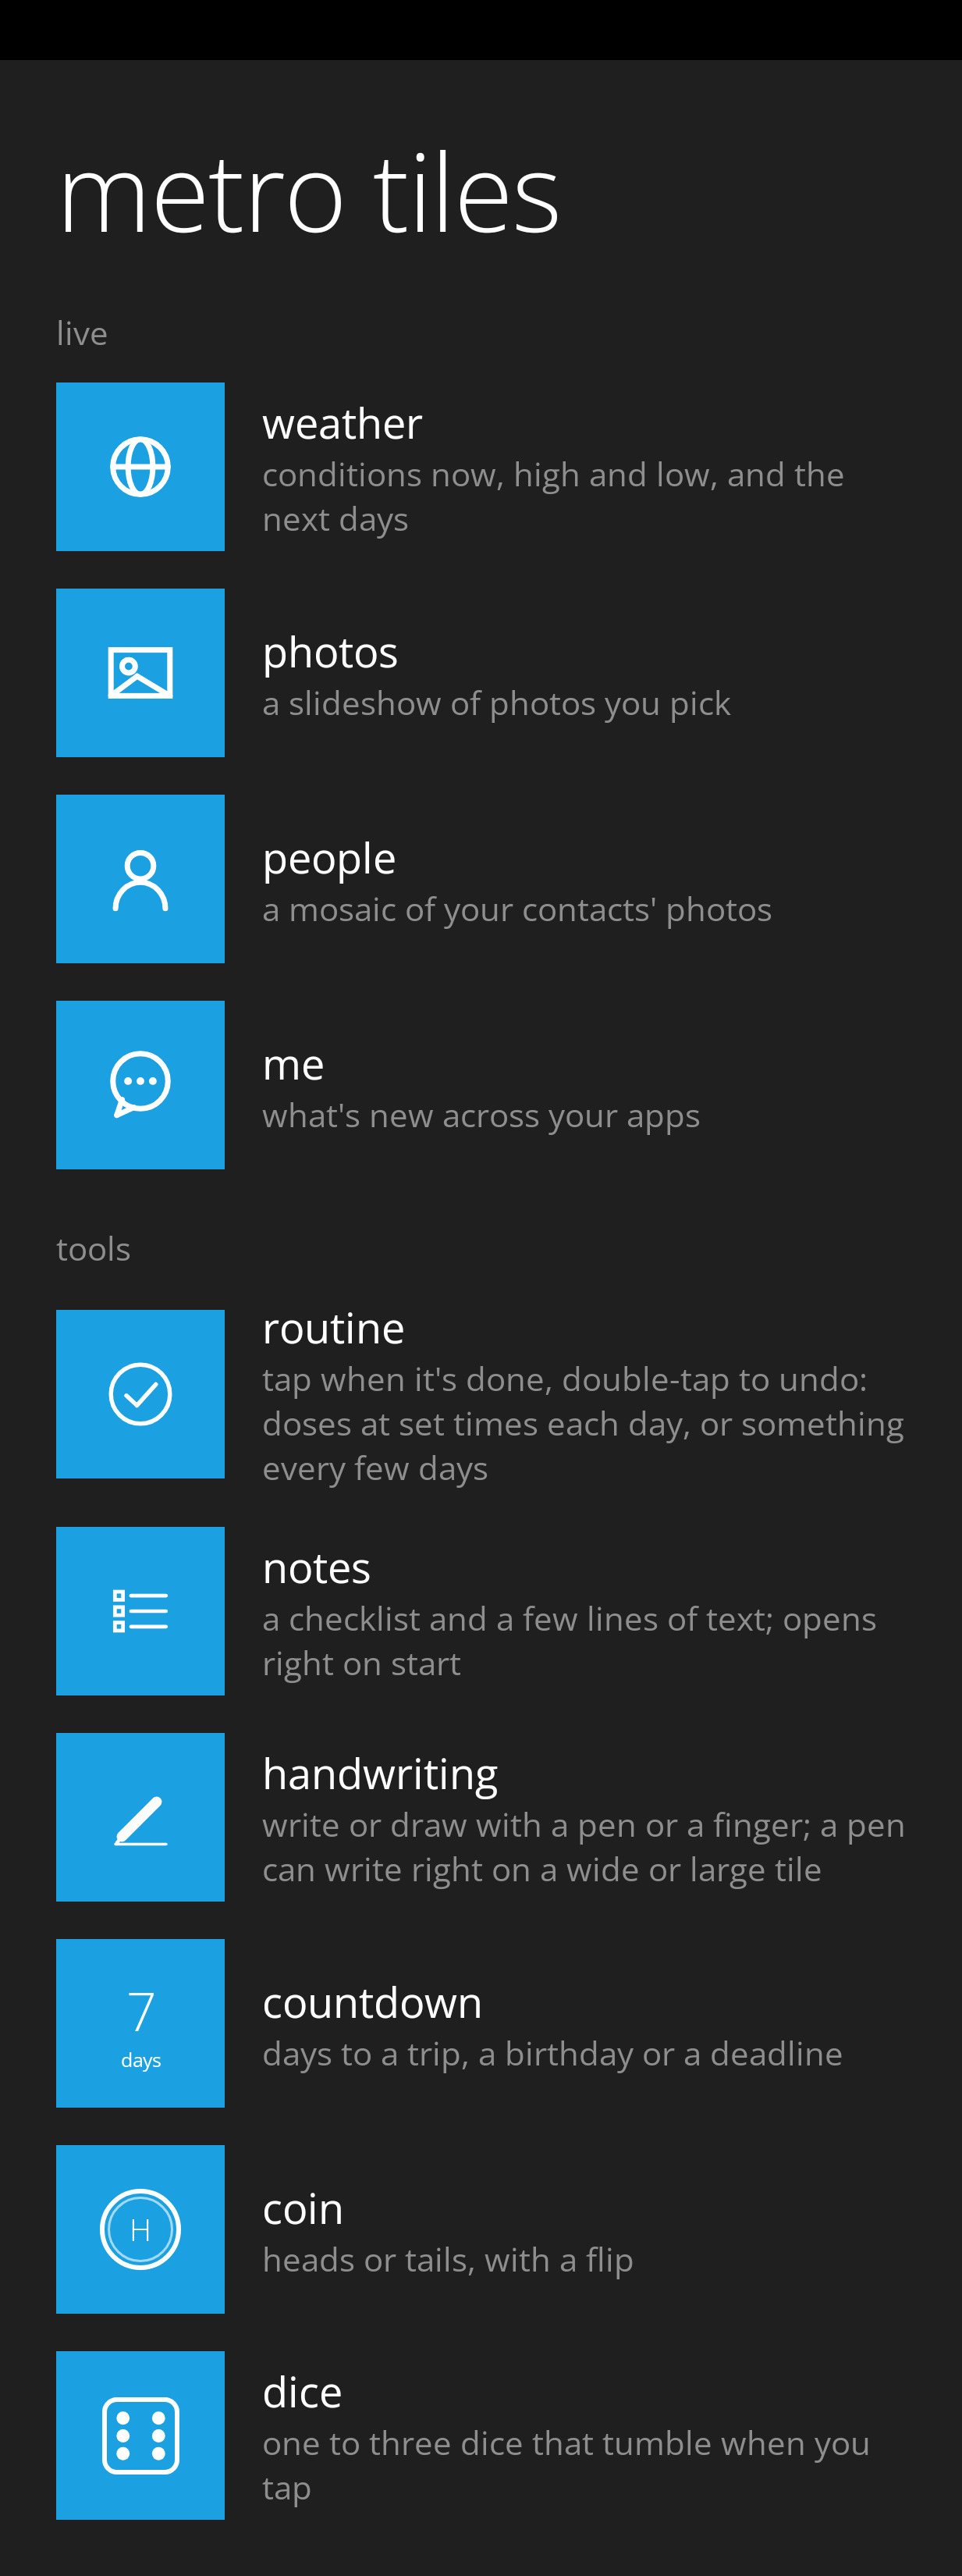 metro tiles
live
weather
conditions now, high and low, and the
next days
photos
a slideshow of photos you pick
people
a mosaic of your contacts' photos
me
what's new across your apps
tools
routine
tap when it's done, double-tap to undo:
doses at set times each day, or something
every few days
notes
a checklist and a few lines of text; opens
right on start
handwriting
write or draw with a pen or a finger; a pen
can write right on a wide or large tile
7
days
countdown
days to a trip, a birthday or a deadline
H
coin
heads or tails, with a flip
dice
one to three dice that tumble when you
tap